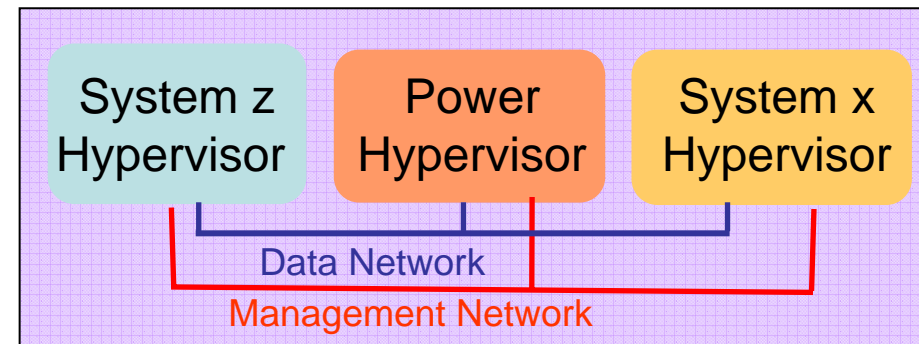 System z
Hypervisor
Power
Hypervisor
System x
Hypervisor
Data Network
Management Network